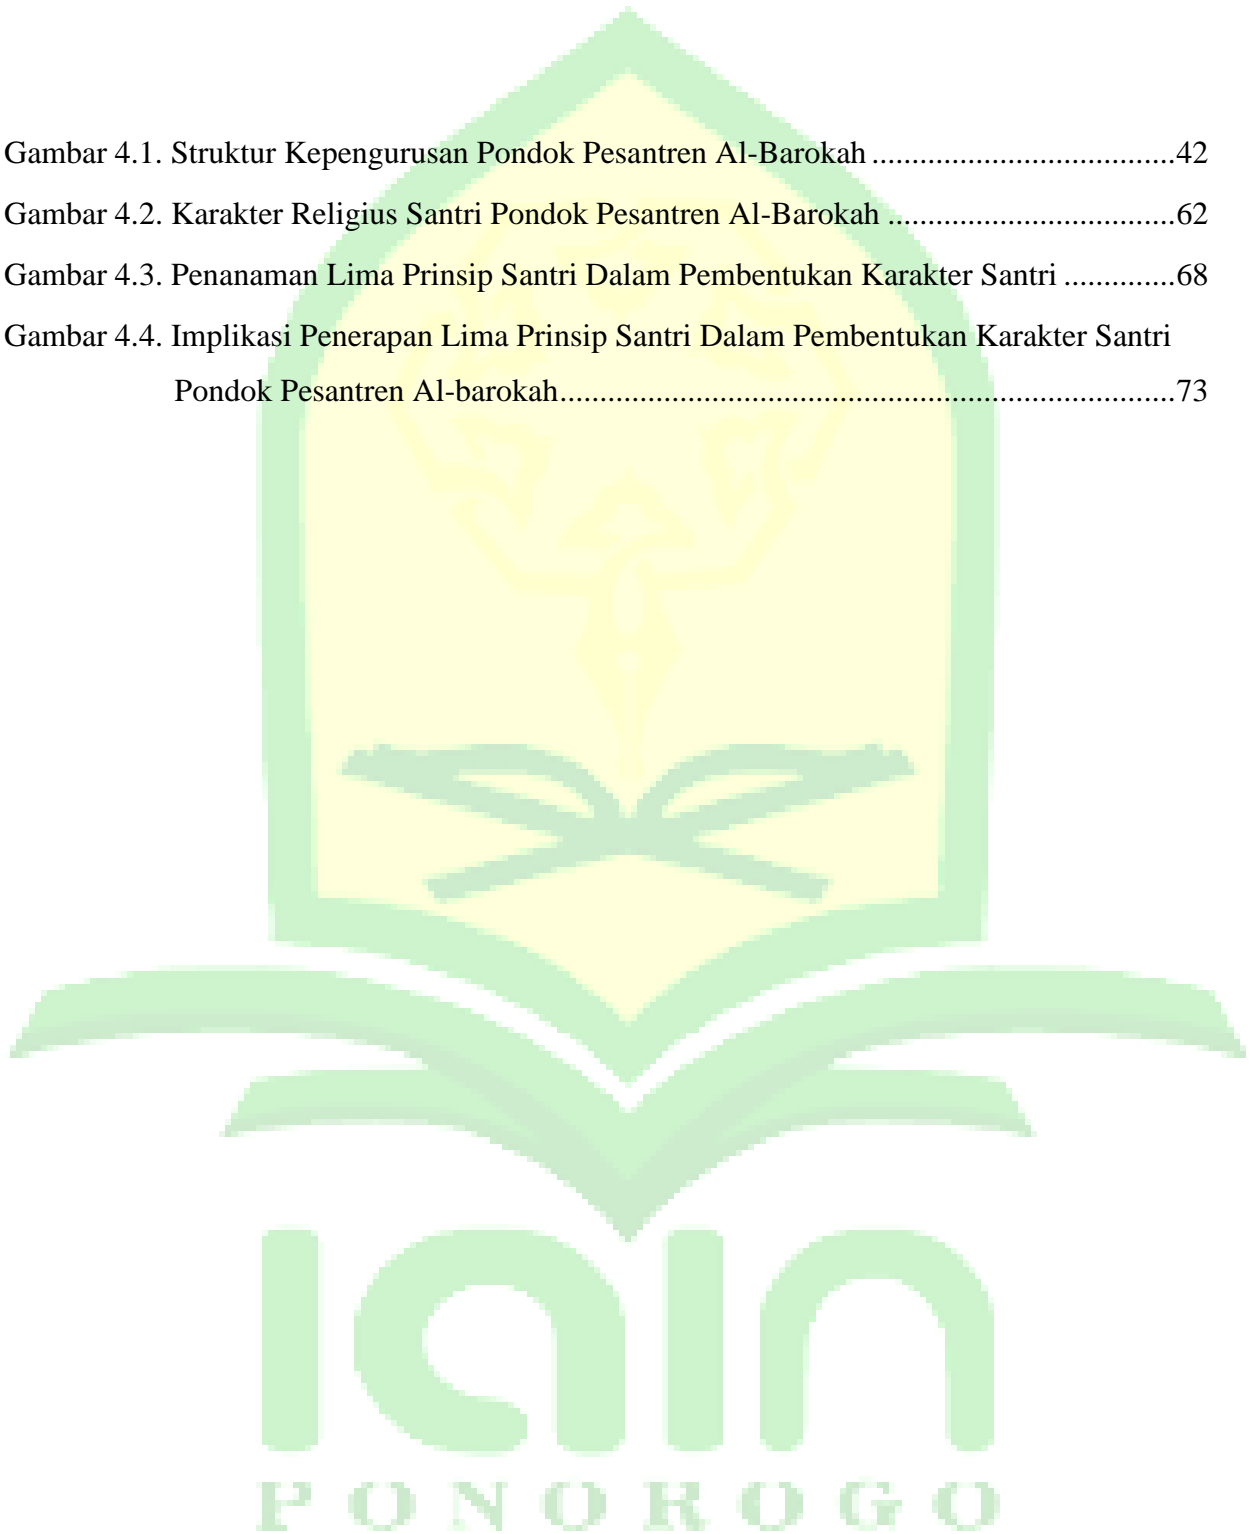 Gambar 4.1. Struktur Kepengurusan Pondok Pesantren Al-Barokah ..................................42
Gambar 4.2. Karakter Religius Santri Pondok Pesantren Al-Barokah ................................62
Gambar 4.3. Penanaman Lima Prinsip Santri Dalam Pembentukan Karakter Santri ..............68
Gambar 4.4. Implikasi Penerapan Lima Prinsip Santri Dalam Pembentukan Karakter Santri
Pondok Pesantren Al-barokah.............................................................................73
iain
PONOROGO